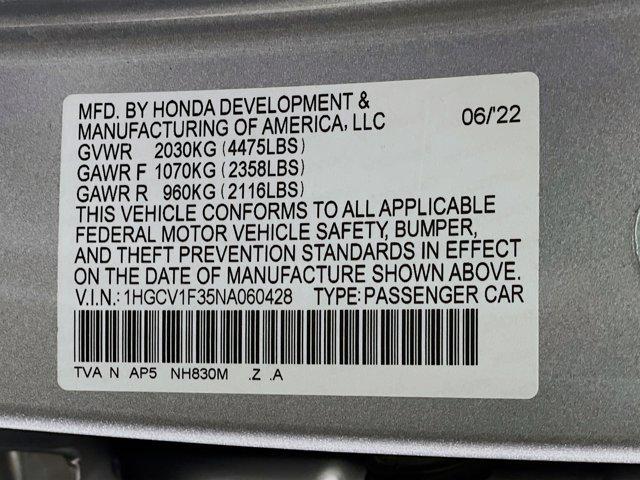 MFD. BY HONDA DEVELOPMENT &
MANUFACTURING OF AMERICA, LLC 06/'22
GVWR 2030KG (4475LBS)
GAWR F 1070KG (2358LBS)
GAWR R 960KG (2116LBS)
THIS VEHICLE CONFORMS TO ALL APPLICABLE
FEDERAL MOTOR VEHICLE SAFETY, BUMPER,
AND THEFT PREVENTION STANDARDS IN EFFECT
ON THE DATE OF MANUFACTURE SHOWN ABOVE.
V.I.N.: 1HGCV1F35NA060428 TYPE: PASSENGER CAR
TVA N AP5 NH830M .Z .A